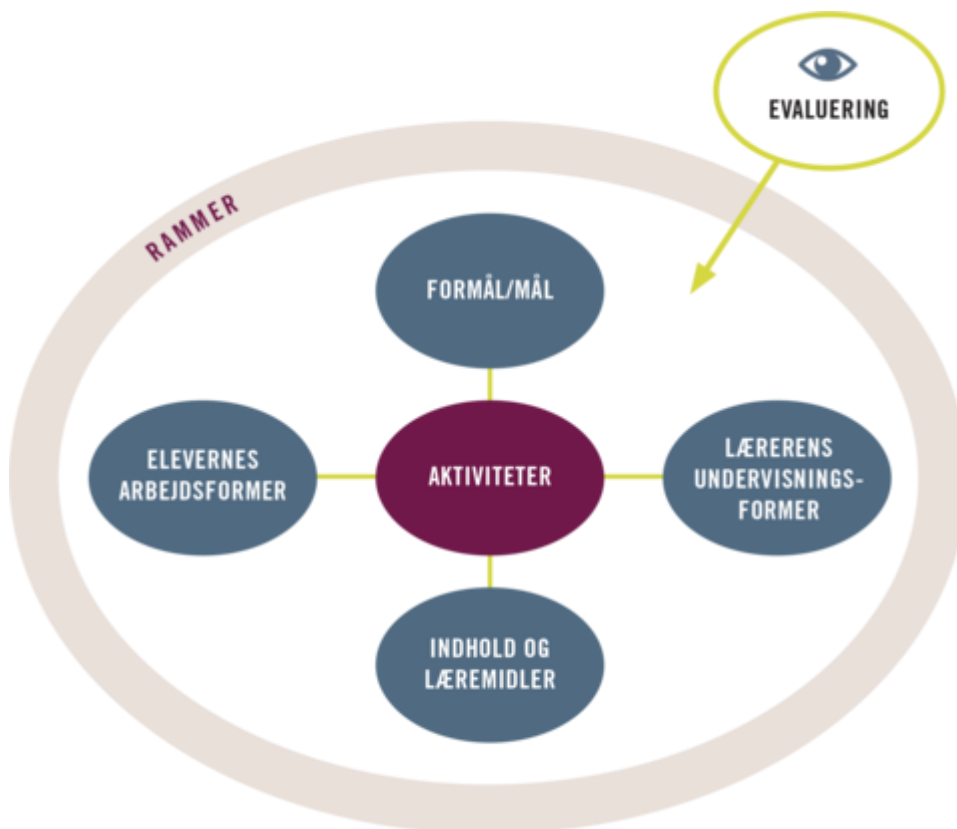 EVALUERING
RAMMER
FORMÅL/MÅL
ELEVERNES
ARBEJDSFORMER
AKTIVITETER
LÆRERENS
UNDERVISNINGS-
FORMER
INDHOLD OG
LÆREMIDLER